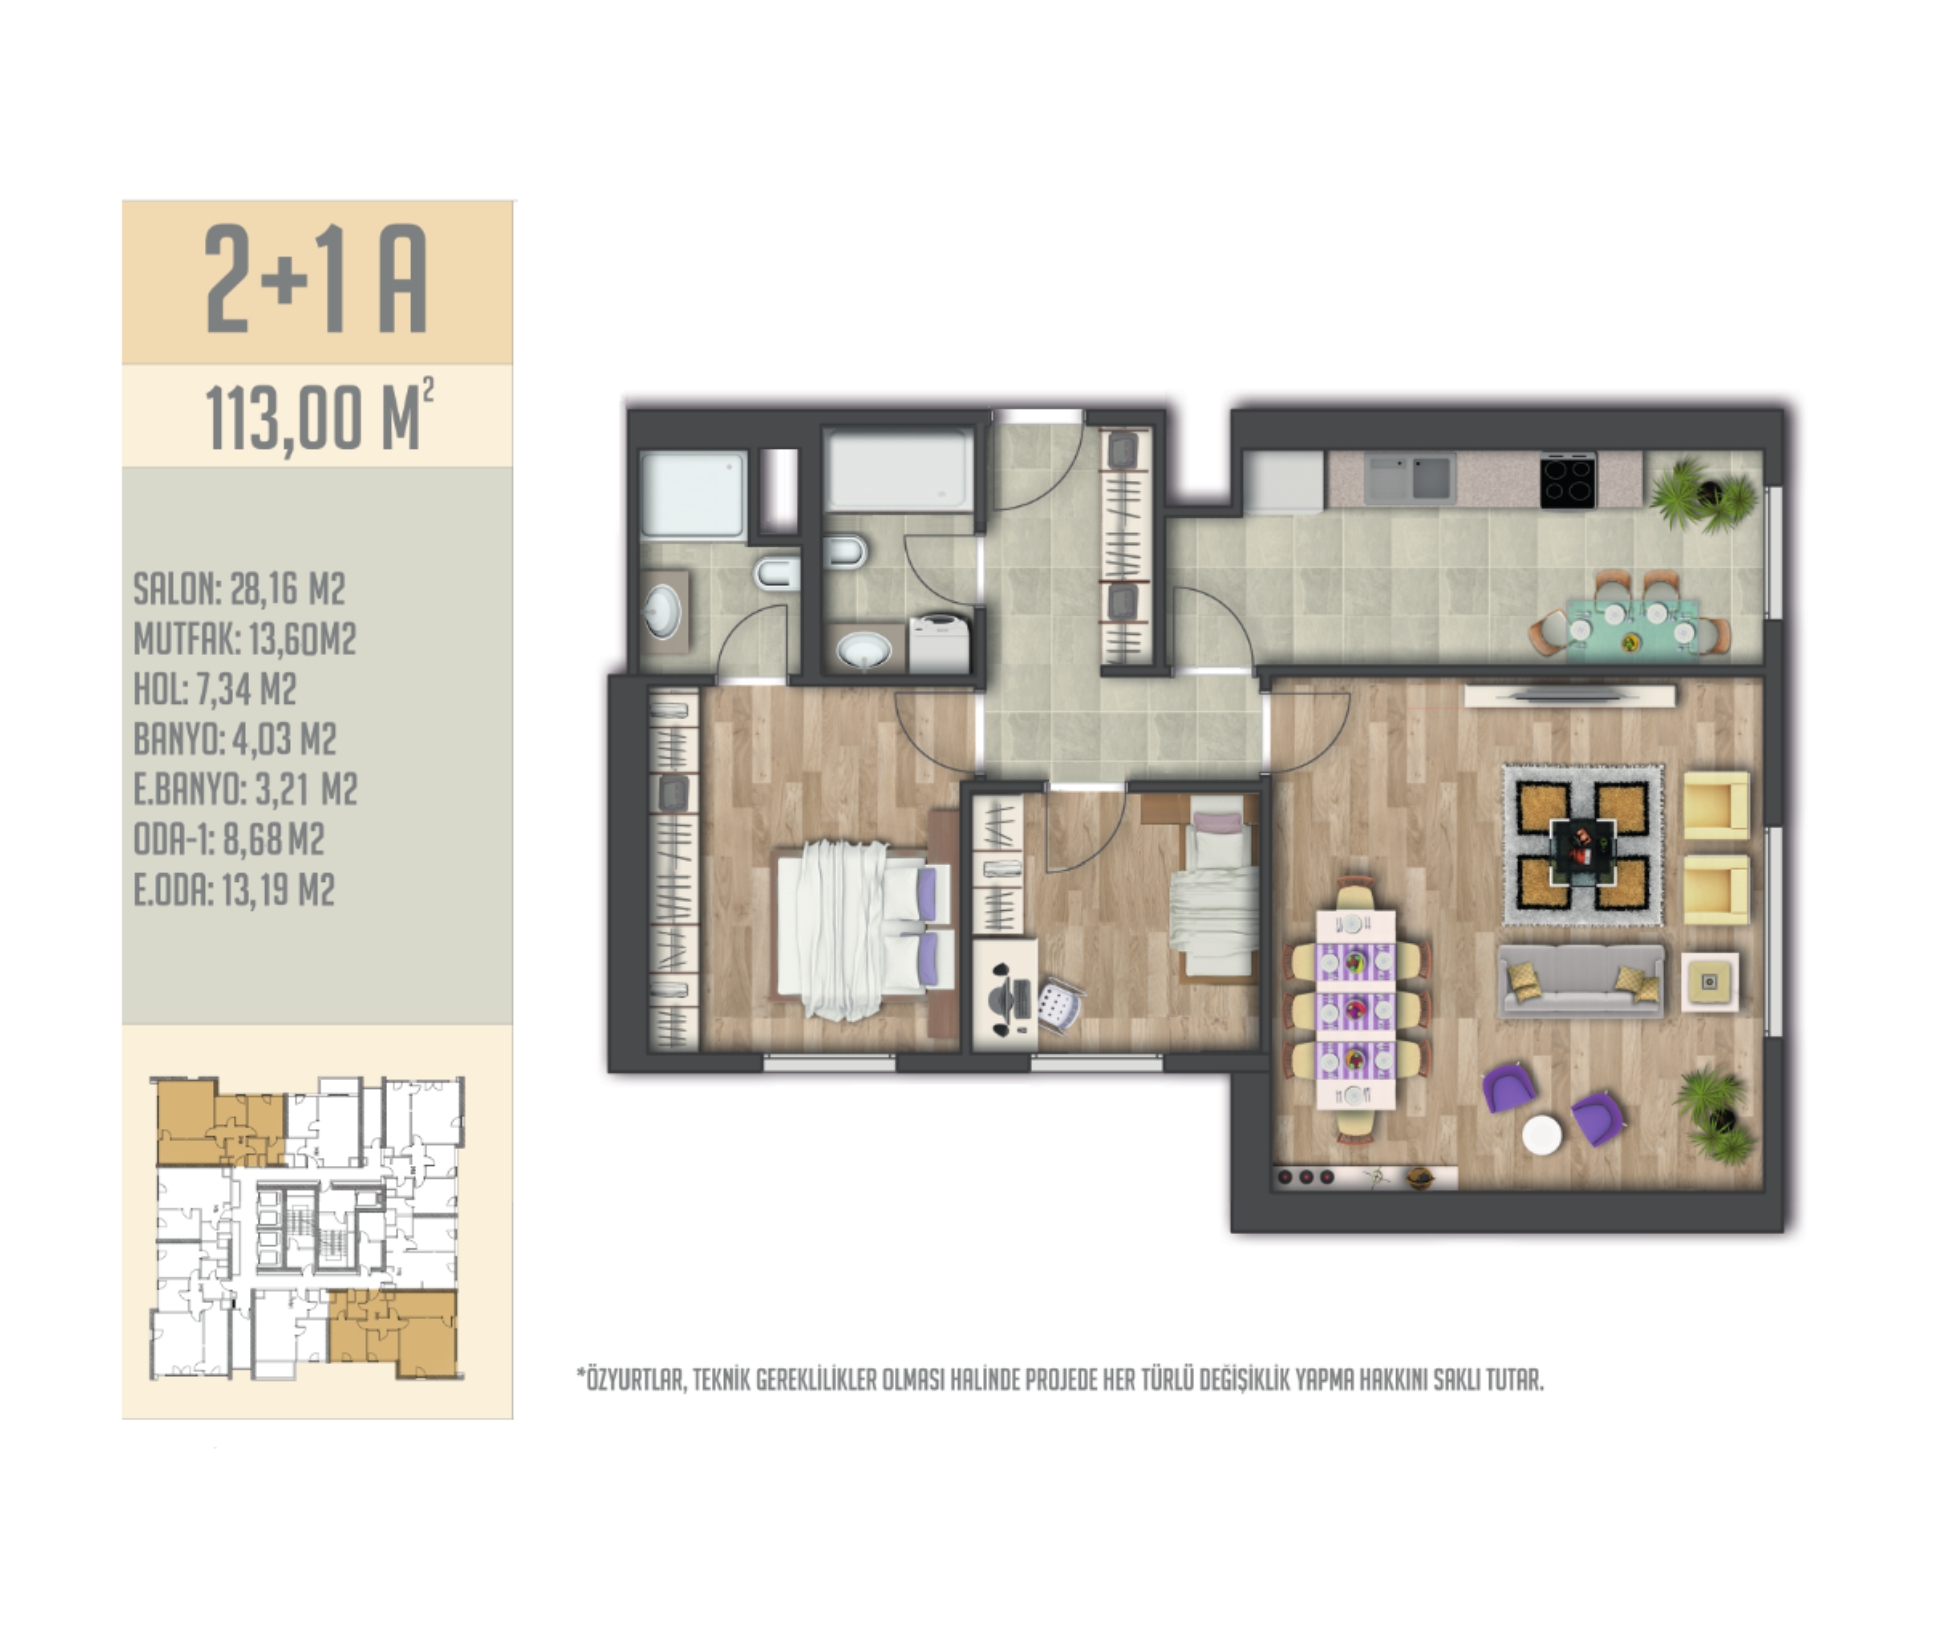 2+1 A
113,00 M²
SALON: 28,16 M2
MUTFAK: 13,60M2
HOL: 7,34 M2
BANYO: 4,03 M2
E.BANYO: 3,21 M2
ODA-1: 8,68 M2
E.ODA: 13,19 M2
*ÖZYURTLAR, TEKNİK GEREKLİLİKLER OLMASI HALİNDE PROJEDE HER TÜRLÜ DEĞİŞİKLİK YAPMA HAKKINI SAKLI TUTAR.